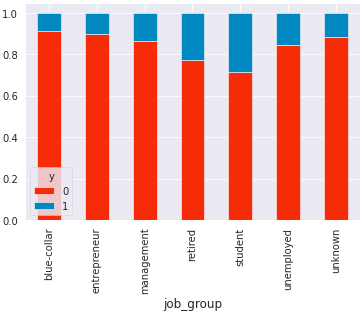 1.0
0.8
0.6
0.4
0.2
0.0
y
0
1
blue-collar
entrepreneur
management
retired
student
unemployed
unknown
job_group